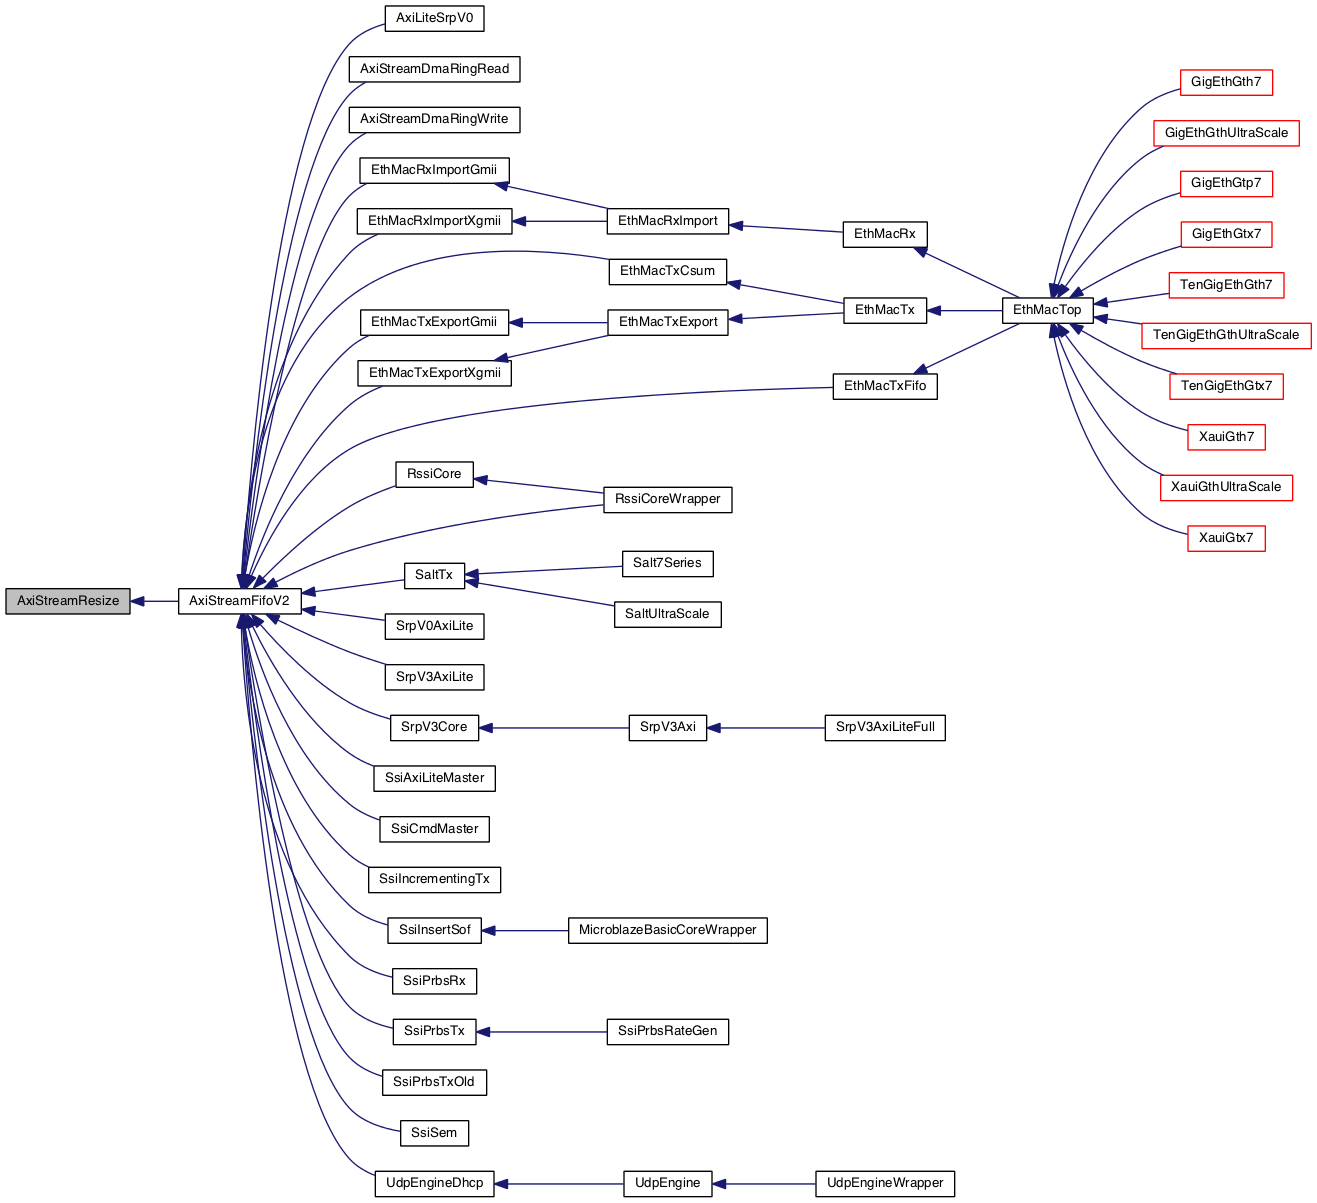 AxiLiteSrpV0
AxiStreamDmaRingRead
GigEthGth7
AxiStreamDmaRingWrite
GigEthGthUltraScale
EthMacRxImportGmii
GigEthGtp7
EthMacRxImportXgmii
EthMacRxImport
EthMacRx
GigEthGtx7
EthMacTxCsum
TenGigEthGth7
EthMacTxExportGmii
EthMacTxExport
EthMacTx
EthMacTop
TenGigEthGthUltraScale
EthMacTxExportXgmii
EthMacTxFifo
TenGigEthGtx7
XauiGth7
RssiCore
RssiCoreWrapper
XauiGthUltraScale
XauiGtx7
SaltTx
Salt7Series
AxiStreamResize
AxiStreamFifoV2
SaltUltraScale
SrpV0AxiLite
SrpV3AxiLite
SrpV3Core
SrpV3Axi
SrpV3AxiLiteFull
SsiAxiLiteMaster
SsiCmdMaster
SsiIncrementingTx
SsiInsertSof
MicroblazeBasicCoreWrapper
SsiPrbsRx
SsiPrbsTx
SsiPrbsRateGen
SsiPrbsTxOld
SsiSem
UdpEngineDhcp
UdpEngine
UdpEngineWrapper